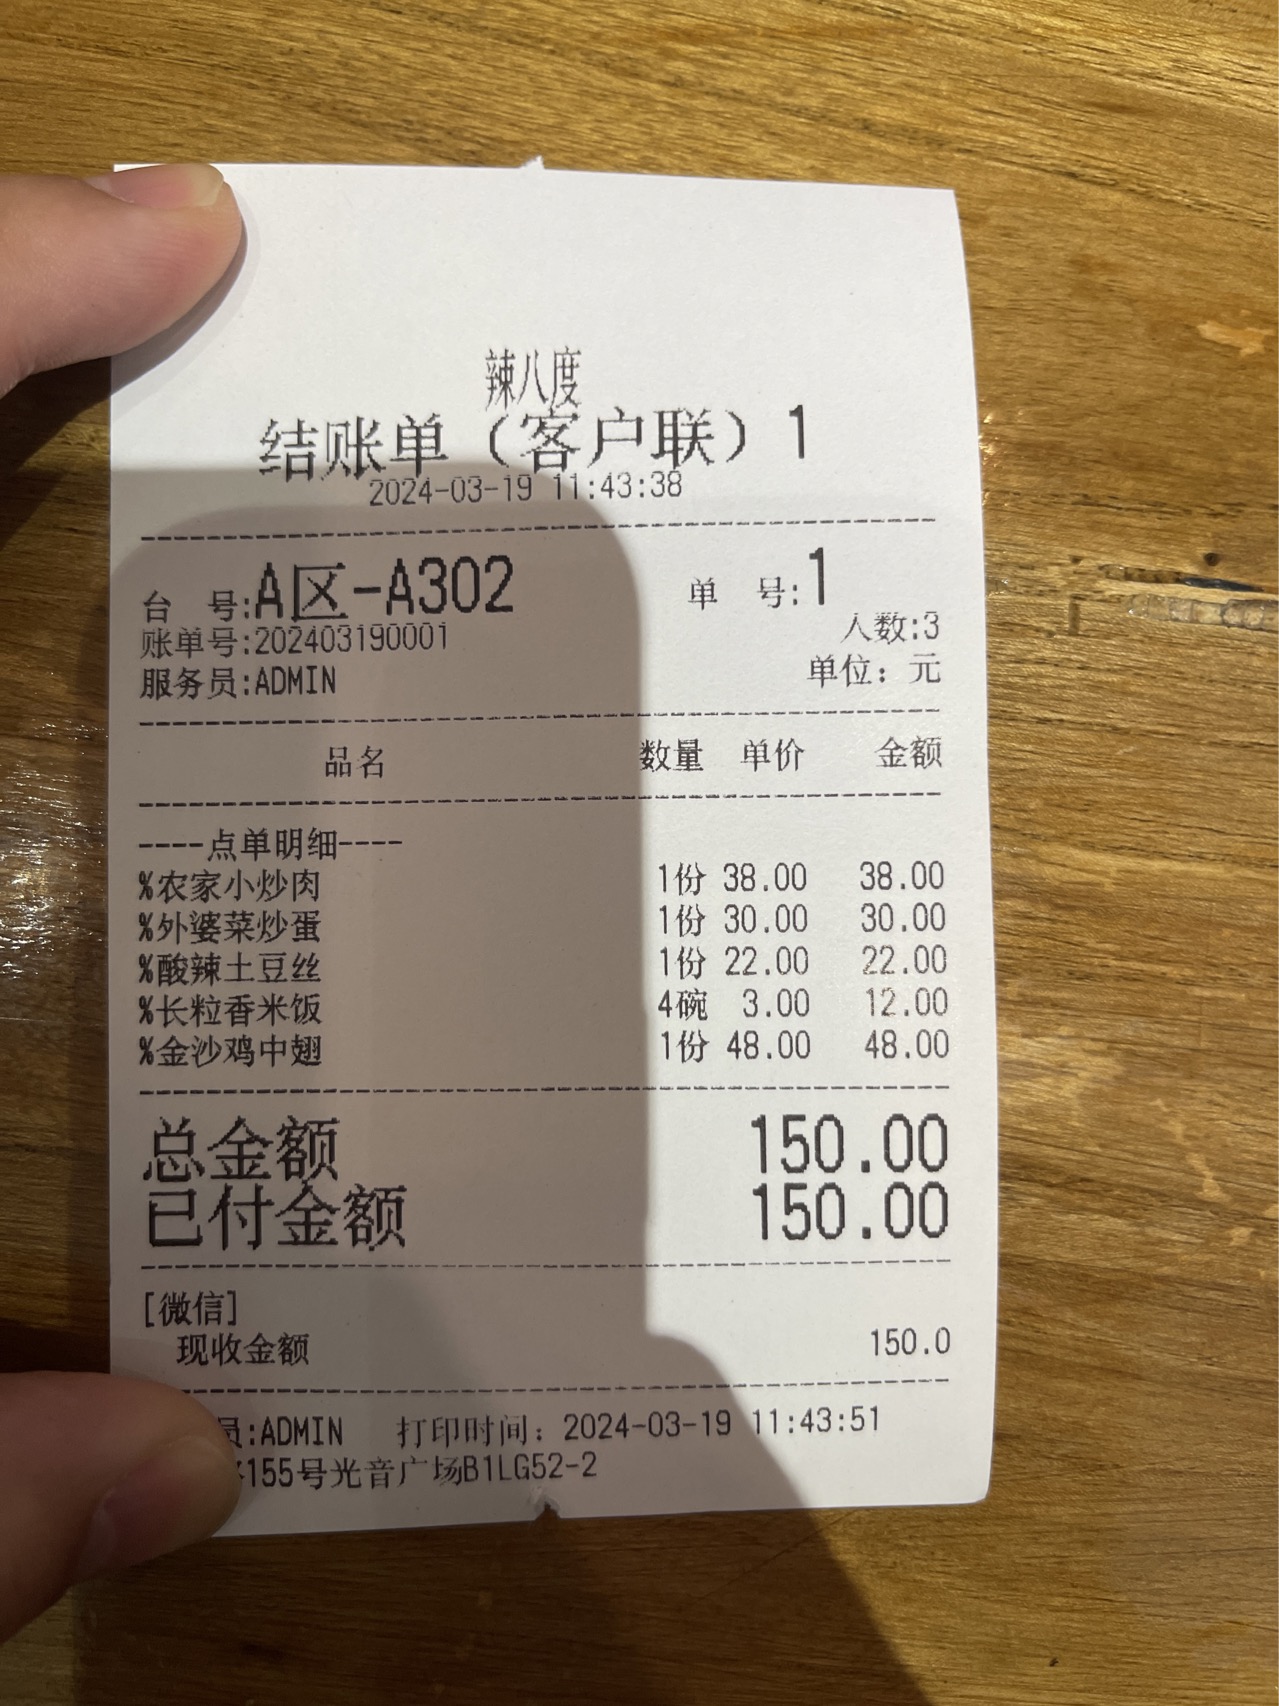 辣八度
结账单（客户联）1
2024-03-19 11:43:38
台 号:A区-A302 单 号:1
账单号:202403190001 人数:3
服务员:ADMIN 单位：元
品名 数量 单价 金额
----点单明细----
%农家小炒肉 1份 38.00 38.00
%外婆菜炒蛋 1份 30.00 30.00
%酸辣土豆丝 1份 22.00 22.00
%长粒香米饭 4碗 3.00 12.00
%金沙鸡中翅 1份 48.00 48.00
总金额 150.00
已付金额 150.00
[微信]
现收金额 150.0
员:ADMIN 打印时间：2024-03-19 11:43:51
155号光音广场B1LG52-2